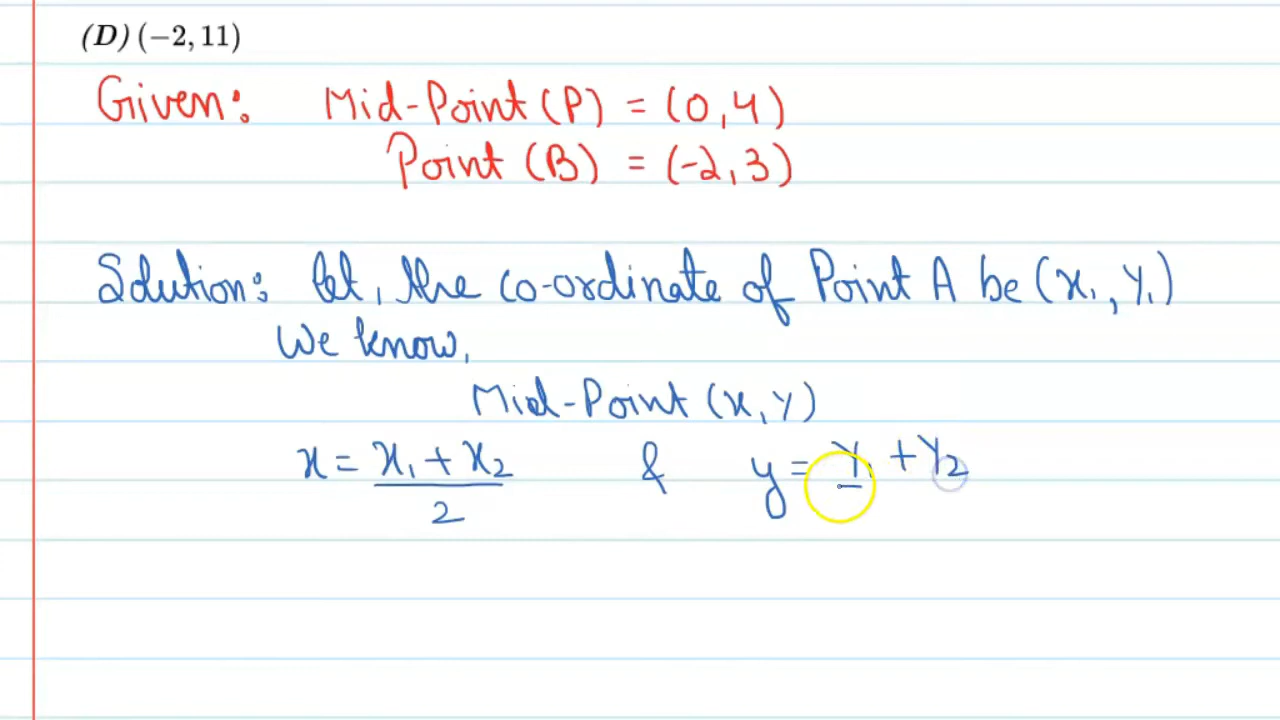 (D) (−2, 11)
Given: Mid-Point (P) = (0, 4)
Point (B) = (-2, 3)
Solution: let, the co-ordinate of Point A be (x₁, y₁)
We know,
Mid-Point (x, y)
x = x₁ + x₂ / 2 & y = y₁ + y₂